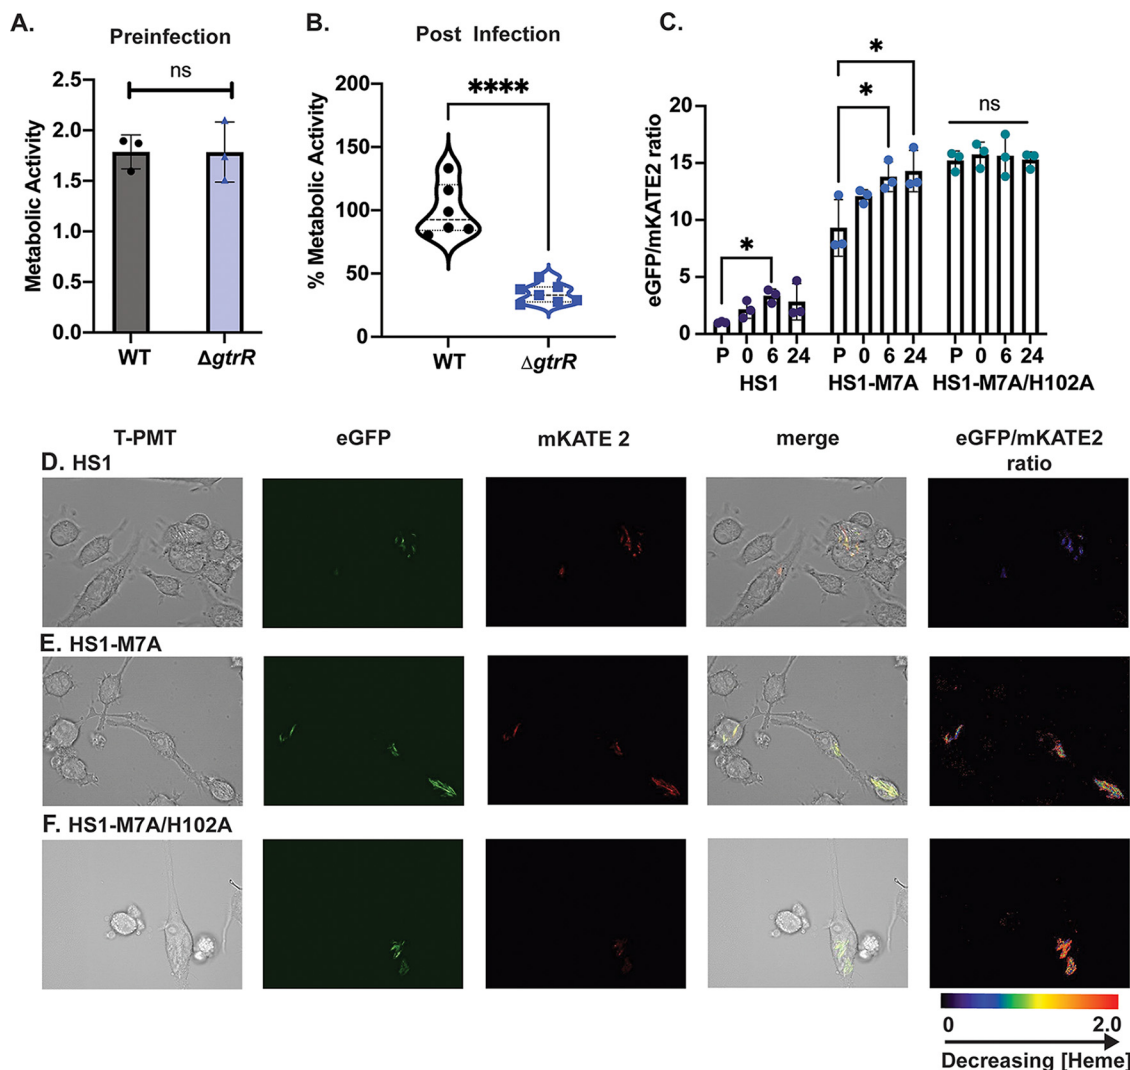 A.
Preinfection
ns
2.5
2.0
1.5
1.0
0.5
0.0
Metabolic Activity
WT
ΔgtrR
B.
Post Infection
****
200
150
100
50
0
% Metabolic Activity
WT
ΔgtrR
C.
*
*
*
ns
20
15
10
5
0
eGFP/mKATE2 ratio
P 0 6 24
P 0 6 24
P 0 6 24
HS1
HS1-M7A
HS1-M7A/H102A
T-PMT
eGFP
mKATE 2
merge
eGFP/mKATE2
ratio
D. HS1
E. HS1-M7A
F. HS1-M7A/H102A
0
2.0
Decreasing [Heme]